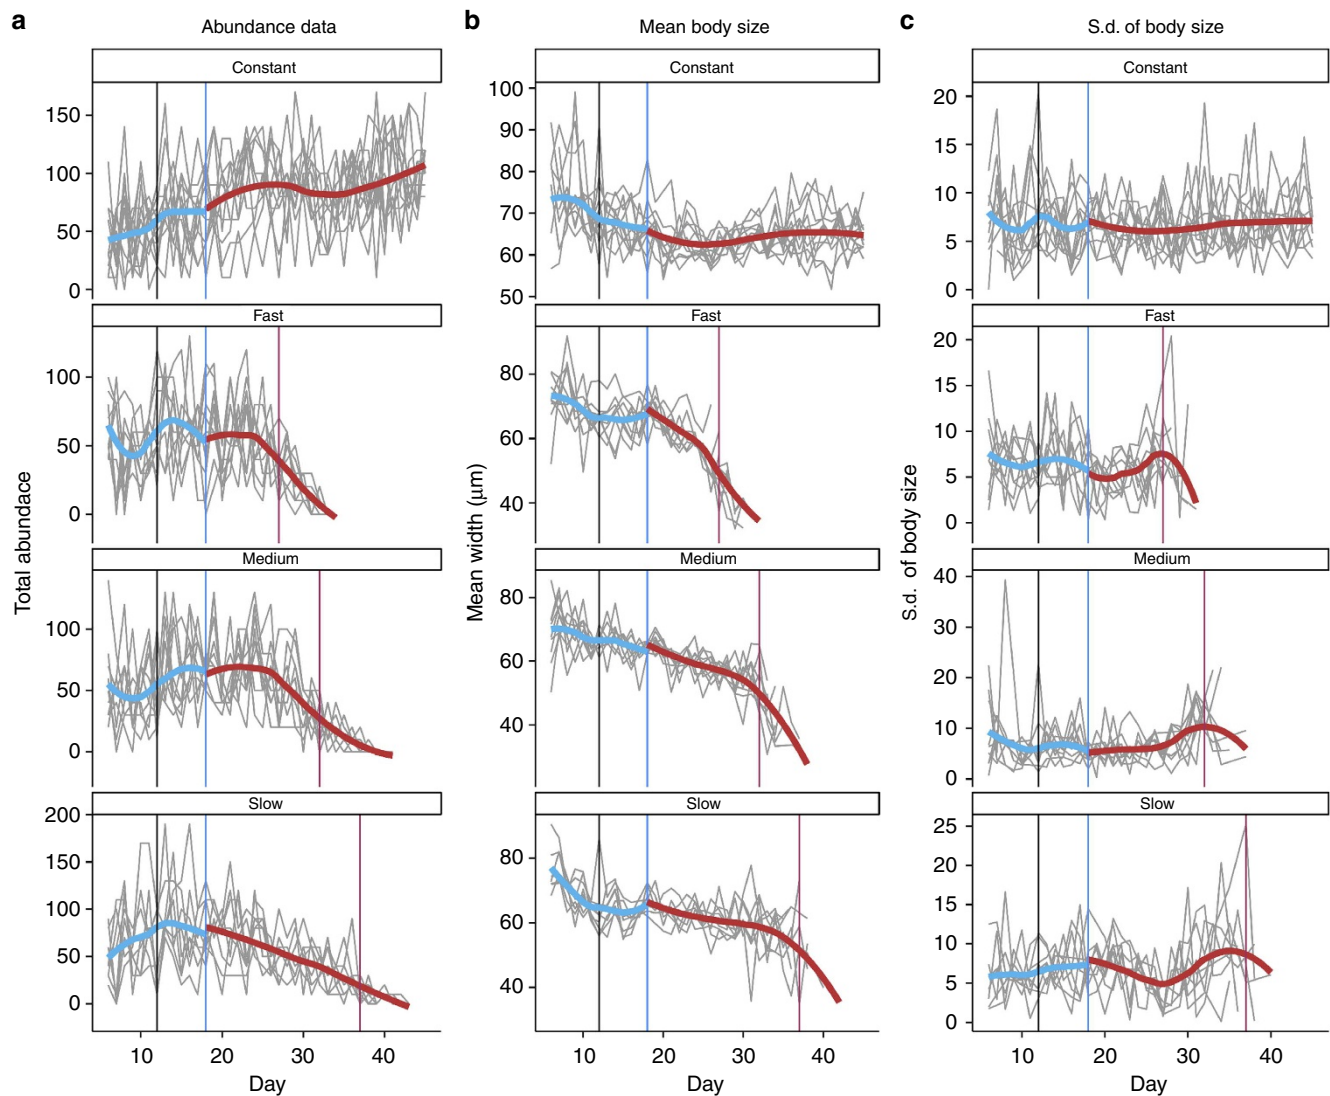 a Abundance data
b Mean body size
c S.d. of body size
Constant
Constant
Constant
Total abundace
150
100
50
0
Mean width (μm)
100
90
80
70
60
50
S.d. of body size
20
15
10
5
0
Fast
Fast
Fast
100
50
0
80
60
40
20
15
10
5
0
Medium
Medium
Medium
100
50
0
80
60
40
40
30
20
10
0
Slow
Slow
Slow
200
150
100
50
0
80
60
40
25
20
15
10
5
0
10 20 30 40
10 20 30 40
10 20 30 40
Day
Day
Day